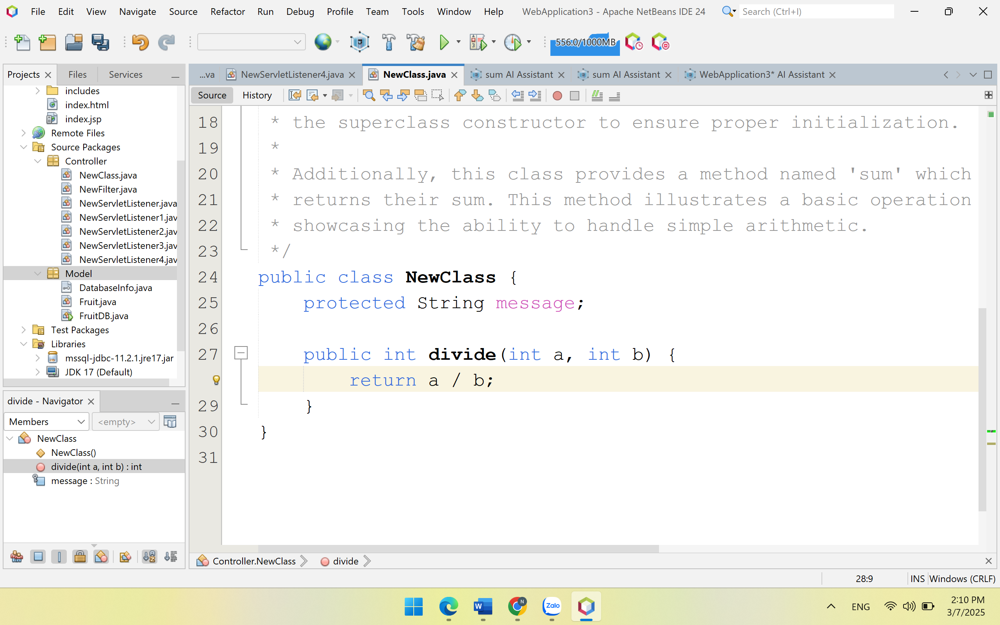 File Edit View Navigate Source Refactor Run Debug Profile Team Tools Window Help WebApplication3 - Apache NetBeans IDE 24 Search (Ctrl+I)
556.0/1000MB
Projects Files Services
...va NewServletListener4.java NewClass.java sum AI Assistant sum AI Assistant WebApplication3* AI Assistant
Source History
includes
index.html
index.jsp
Remote Files
Source Packages
Controller
NewClass.java
NewFilter.java
NewServletListener.java
NewServletListener1.jav
NewServletListener2.jav
NewServletListener3.jav
NewServletListener4.jav
Model
DatabaseInfo.java
Fruit.java
FruitDB.java
Test Packages
Libraries
mssql-jdbc-11.2.1.jre17.jar
JDK 17 (Default)
18 * the superclass constructor to ensure proper initialization.
19 *
20 * Additionally, this class provides a method named 'sum' which
21 * returns their sum. This method illustrates a basic operation
22 * showcasing the ability to handle simple arithmetic.
23 */
24 public class NewClass {
25 protected String message;
26
27 public int divide(int a, int b) {
return a / b;
29 }
30 }
31
divide - Navigator
Members <empty>
NewClass
NewClass()
divide(int a, int b) : int
message : String
Controller.NewClass divide
28:9 INS Windows (CRLF)
W N Zalo
ENG
2:10 PM
3/7/2025